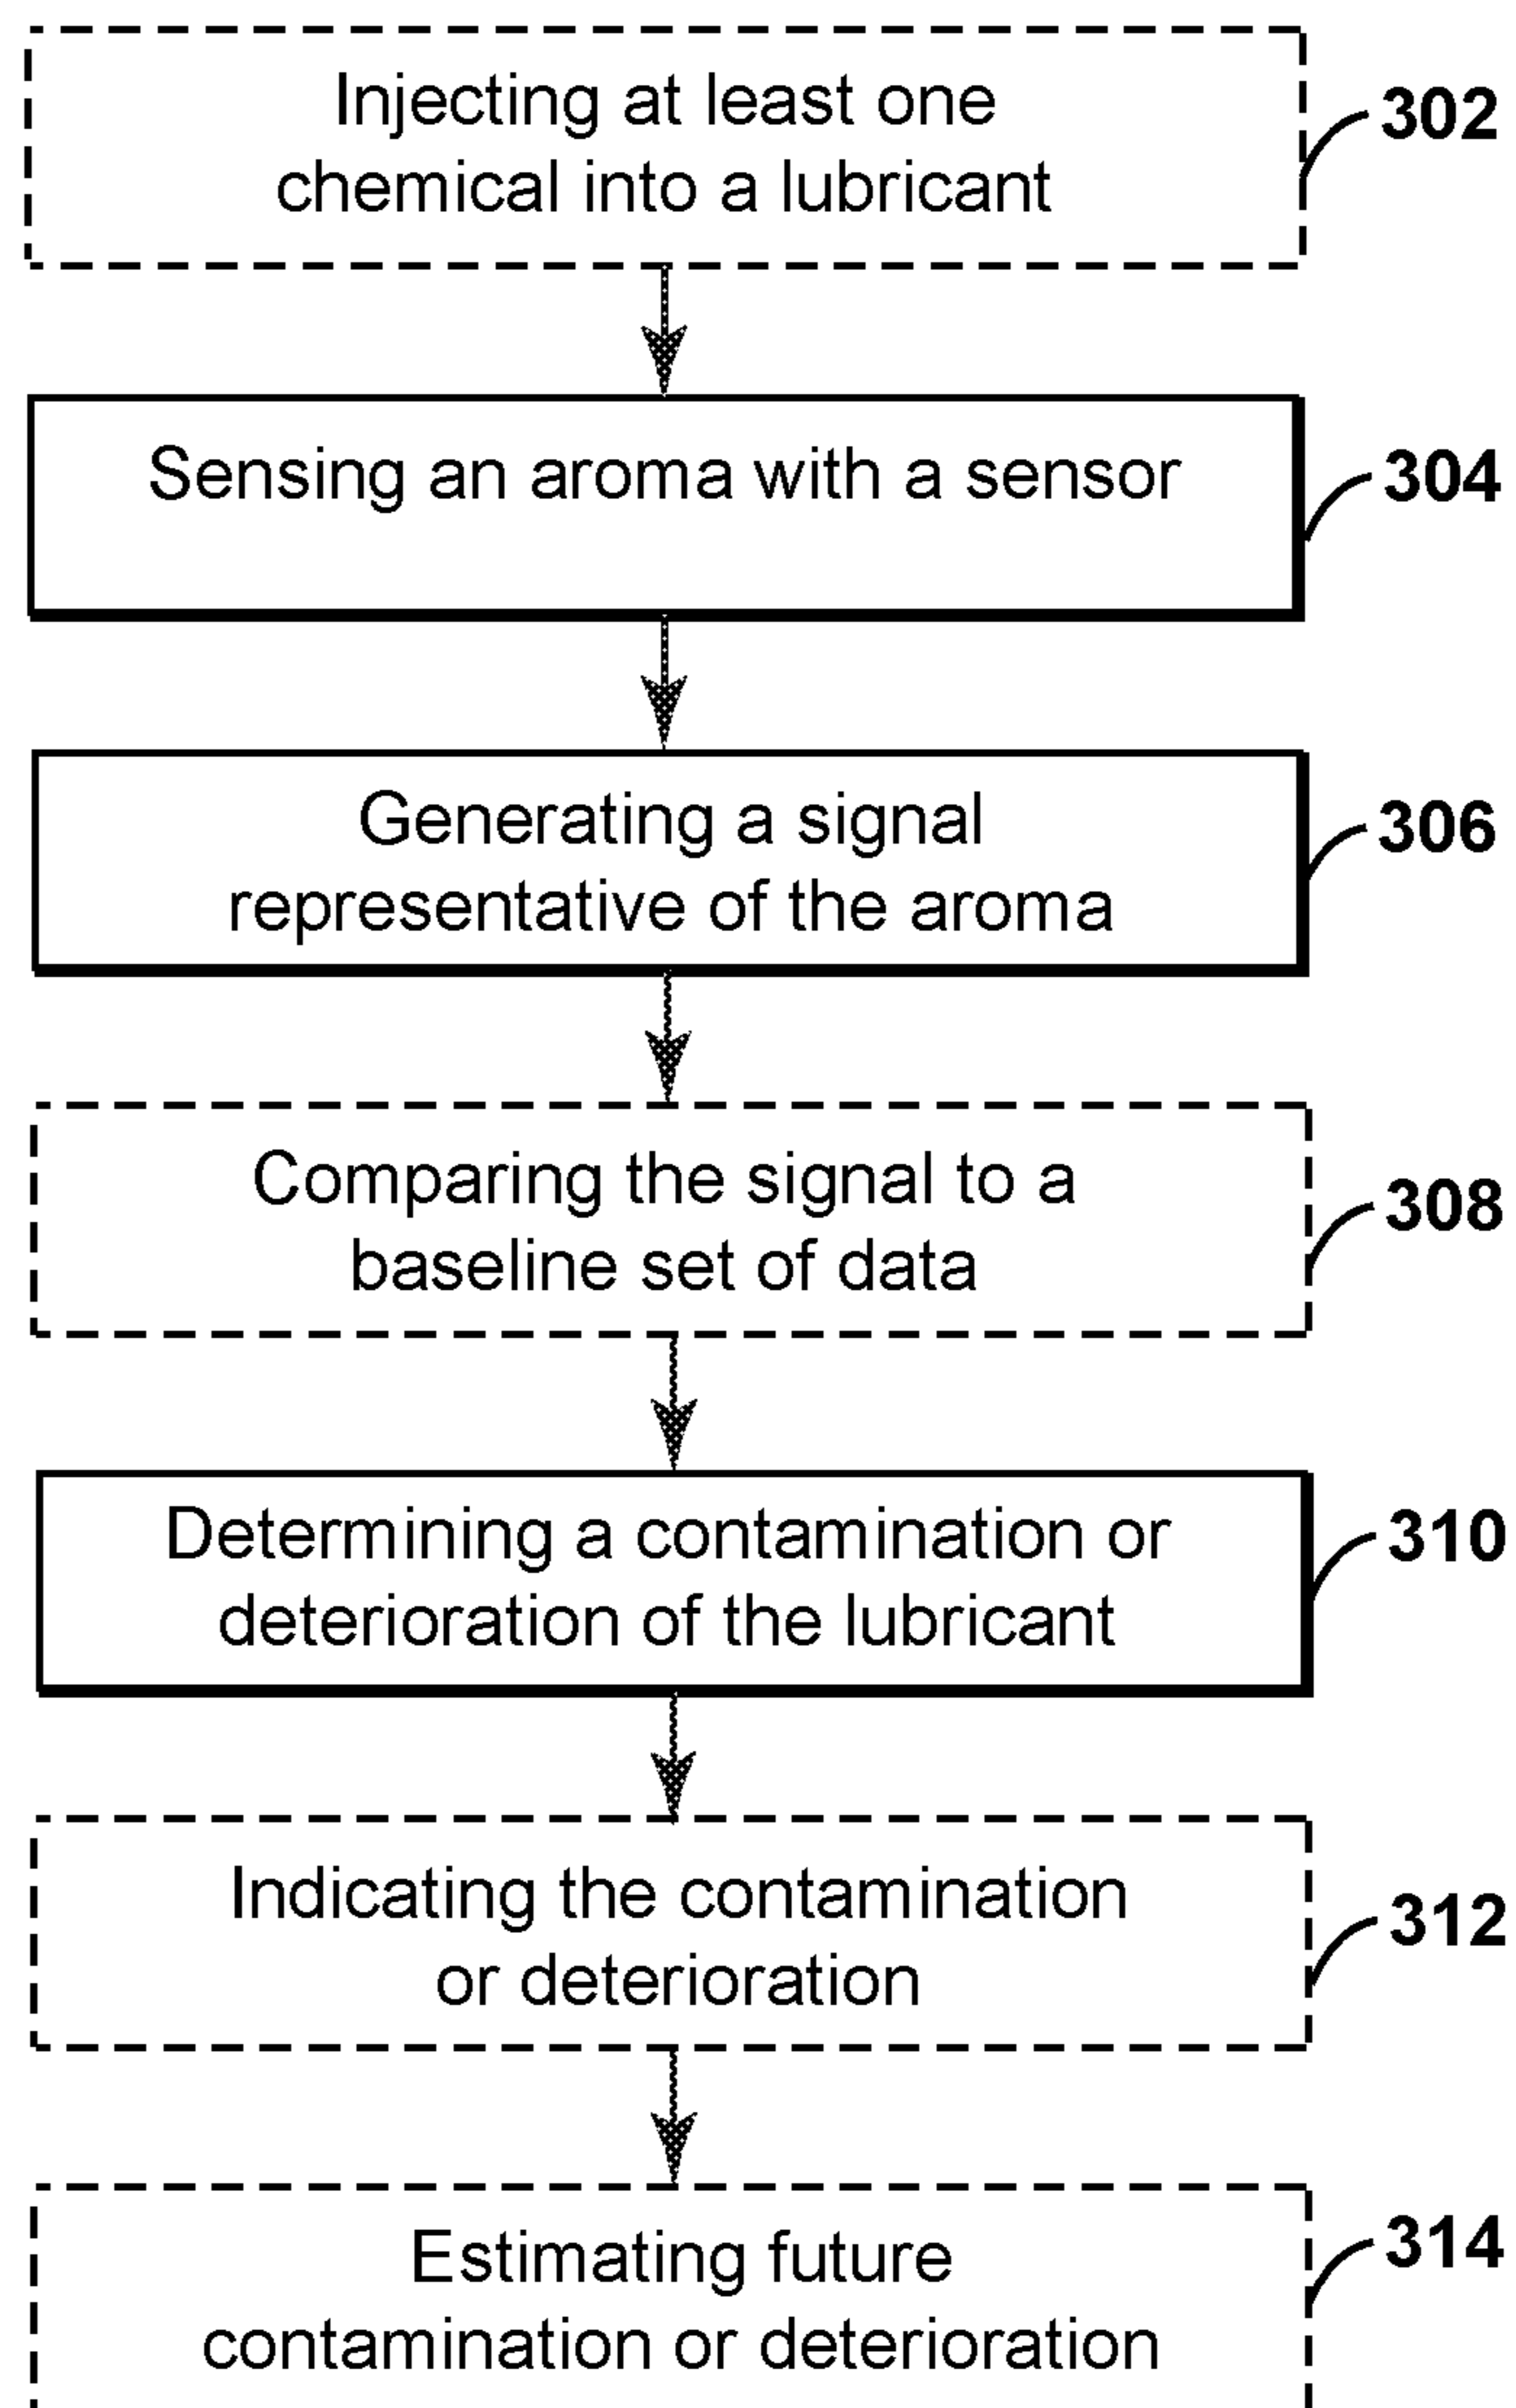 Injecting at least one
chemical into a lubricant
302
Sensing an aroma with a sensor
304
Generating a signal
representative of the aroma
306
Comparing the signal to a
baseline set of data
308
Determining a contamination or
deterioration of the lubricant
310
Indicating the contamination
or deterioration
312
Estimating future
contamination or deterioration
314